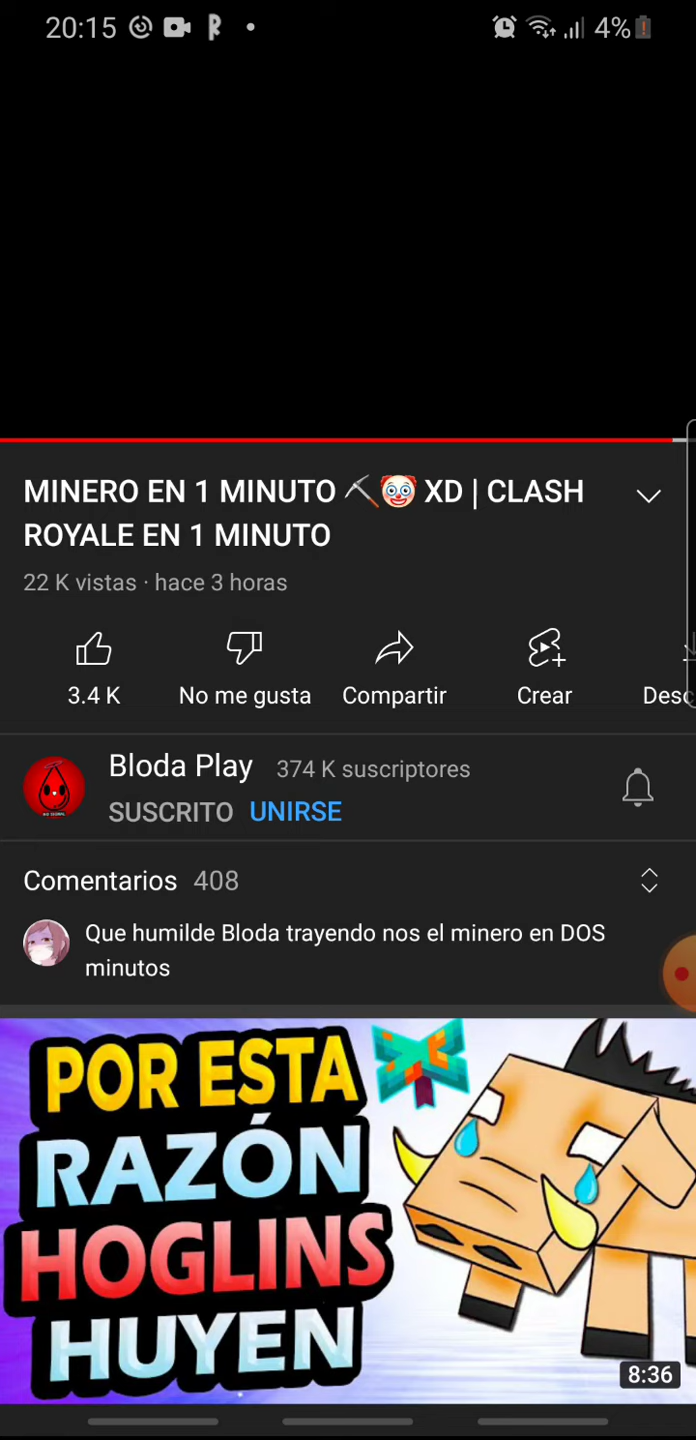 20:15
4%
MINERO EN 1 MINUTO ⛏🤡 XD | CLASH
ROYALE EN 1 MINUTO
22 K vistas · hace 3 horas
3.4 K
No me gusta
Compartir
Crear
Desc
Bloda Play 374 K suscriptores
SUSCRITO UNIRSE
Comentarios 408
Que humilde Bloda trayendo nos el minero en DOS
minutos
POR ESTA
RAZÓN
HOGLINS
HUYEN
8:36